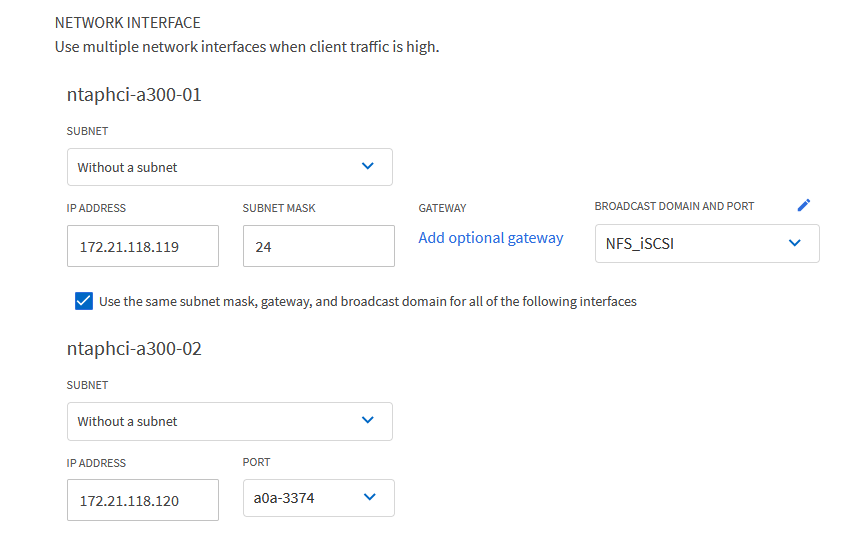 NETWORK INTERFACE
Use multiple network interfaces when client traffic is high.
ntaphci-a300-01
SUBNET
Without a subnet
IP ADDRESS SUBNET MASK GATEWAY BROADCAST DOMAIN AND PORT
172.21.118.119 24 Add optional gateway NFS_iSCSI
Use the same subnet mask, gateway, and broadcast domain for all of the following interfaces
ntaphci-a300-02
SUBNET
Without a subnet
IP ADDRESS PORT
172.21.118.120 a0a-3374